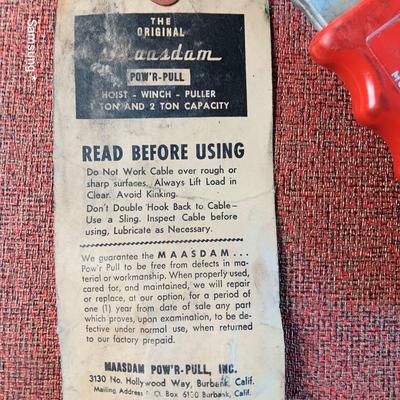 THE
ORIGINAL
Maasdam
POW'R-PULL
HOIST - WINCH - PULLER
1 TON AND 2 TON CAPACITY
READ BEFORE USING
Do Not Work Cable over rough or
sharp surfaces. Always Lift Load in
Clear. Avoid Kinking.
Don't Double Hook Back to Cable-
Use a Sling. Inspect Cable before
using, Lubricate as Necessary.
We guarantee the MAASDAM...
Pow'r Pull to be free from defects in ma-
terial or workmanship. When properly used,
cared for, and maintained, we will repair
or replace, at our option, for a period of
one (1) year from date of sale any part
which proves, upon examination, to be de-
fective under normal use, when returned
to our factory prepaid.
MAASDAM POW'R-PULL, INC.
3130 No. Hollywood Way, Burbank, Calif.
Mailing Address O. Box 6130 Burbank, Calif.
Samsung